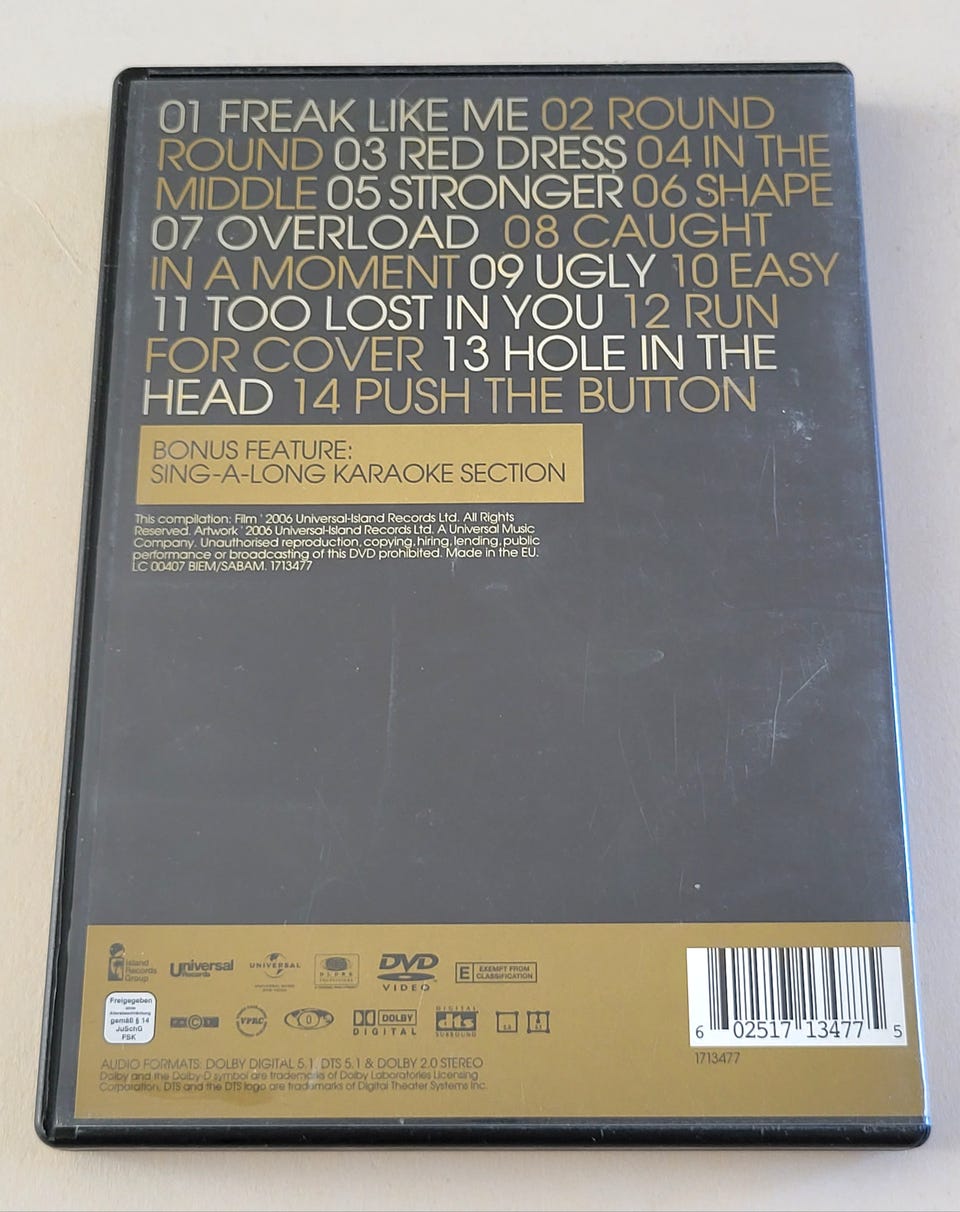 01 FREAK LIKE ME 02 ROUND
ROUND 03 RED DRESS 04 IN THE
MIDDLE 05 STRONGER 06 SHAPE
07 OVERLOAD 08 CAUGHT
IN A MOMENT 09 UGLY 10 EASY
11 TOO LOST IN YOU 12 RUN
FOR COVER 13 HOLE IN THE
HEAD 14 PUSH THE BUTTON
BONUS FEATURE:
SING-A-LONG KARAOKE SECTION
This compilation: Film ' 2006 Universal-Island Records Ltd. All Rights
Reserved. Artwork ' 2006 Universal-Island Records Ltd. A Universal Music
Company. Unauthorised reproduction, copying, hiring, lending, public
performance or broadcasting of this DVD prohibited. Made in the EU.
LC 00407 BIEM/SABAM. 1713477
Island
Records
Group
Universal
Records
UNIVERSAL
DVD
VIDEO
E EXEMPT FROM
CLASSIFICATION
Freigegeben
ohne
Altersbeschränkung
gemäß § 14
JuSchG
FSK
VPRC
0
DOLBY
DIGITAL
DIGITAL
dts
SURROUND
6 02517 13477 5
1713477
AUDIO FORMATS: DOLBY DIGITAL 5.1, DTS 5.1 & DOLBY 2.0 STEREO
Dolby and the Dolby-D symbol are trademarks of Dolby Laboratories Licensing
Corporation. DTS and the DTS logo are trademarks of Digital Theater Systems Inc.